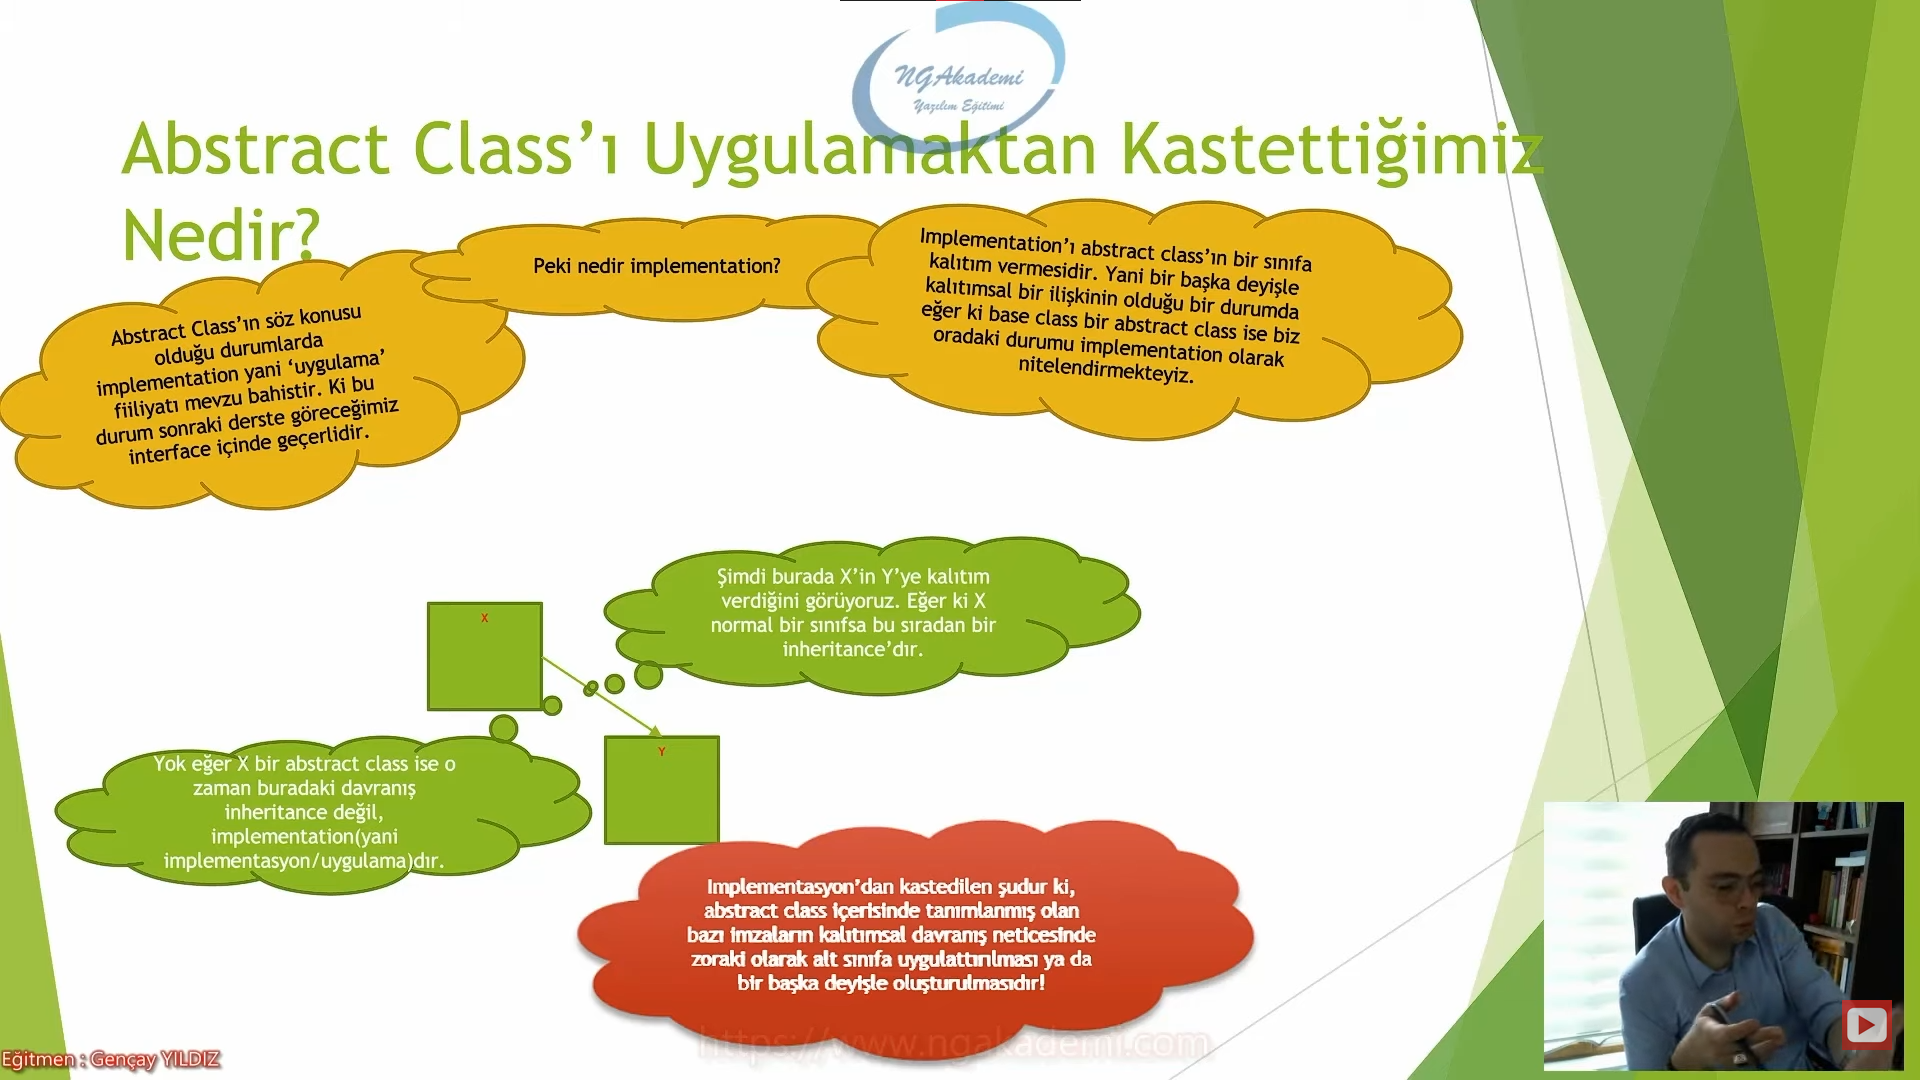 NGAkademi
Yazılım Eğitimi
Abstract Class’ı Uygulamaktan Kastettiğimiz
Nedir?
Abstract Class’ın söz konusu
olduğu durumlarda
implementation yani ‘uygulama’
fiiliyatı mevzu bahistir. Ki bu
durum sonraki derste göreceğimiz
interface içinde geçerlidir.
Peki nedir implementation?
Implementation’ı abstract class’ın bir sınıfa
kalıtım vermesidir. Yani bir başka deyişle
kalıtımsal bir ilişkinin olduğu bir durumda
eğer ki base class bir abstract class ise biz
oradaki durumu implementation olarak
nitelendirmekteyiz.
Şimdi burada X’in Y’ye kalıtım
verdiğini görüyoruz. Eğer ki X
normal bir sınıfsa bu sıradan bir
inheritance’dır.
X
Y
Yok eğer X bir abstract class ise o
zaman buradaki davranış
inheritance değil,
implementation(yani
implementasyon/uygulama)dır.
Implementasyon’dan kastedilen şudur ki,
abstract class içerisinde tanımlanmış olan
bazı imzaların kalıtımsal davranış neticesinde
zoraki olarak alt sınıfa uygulattırılması ya da
bir başka deyişle oluşturulmasıdır!
https://www.ngakademi.com
Eğitmen : Gençay YILDIZ